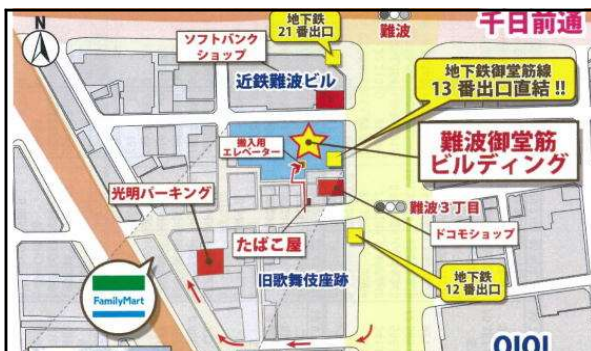 N
千日前通
地下鉄
21番出口
難波
ソフトバンク
ショップ
近鉄難波ビル
地下鉄御堂筋線
13番出口直結!!
搬入用
エレベーター
難波御堂筋
ビルディング
光明パーキング
難波3丁目
たばこ屋
ドコモショップ
FamilyMart
旧歌舞伎座跡
地下鉄
12番出口
OIOI